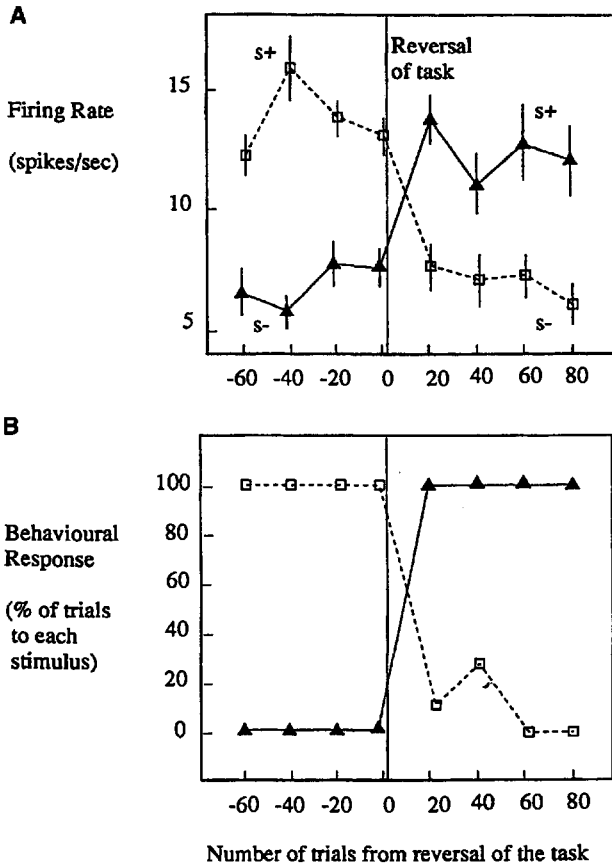 A
Firing Rate
(spikes/sec)
15
10
5
s+
Reversal
of task
s+
s-
s-
-60 -40 -20 0 20 40 60 80
B
Behavioural
Response
(% of trials
to each
stimulus)
100
80
60
40
20
0
-60 -40 -20 0 20 40 60 80
Number of trials from reversal of the task